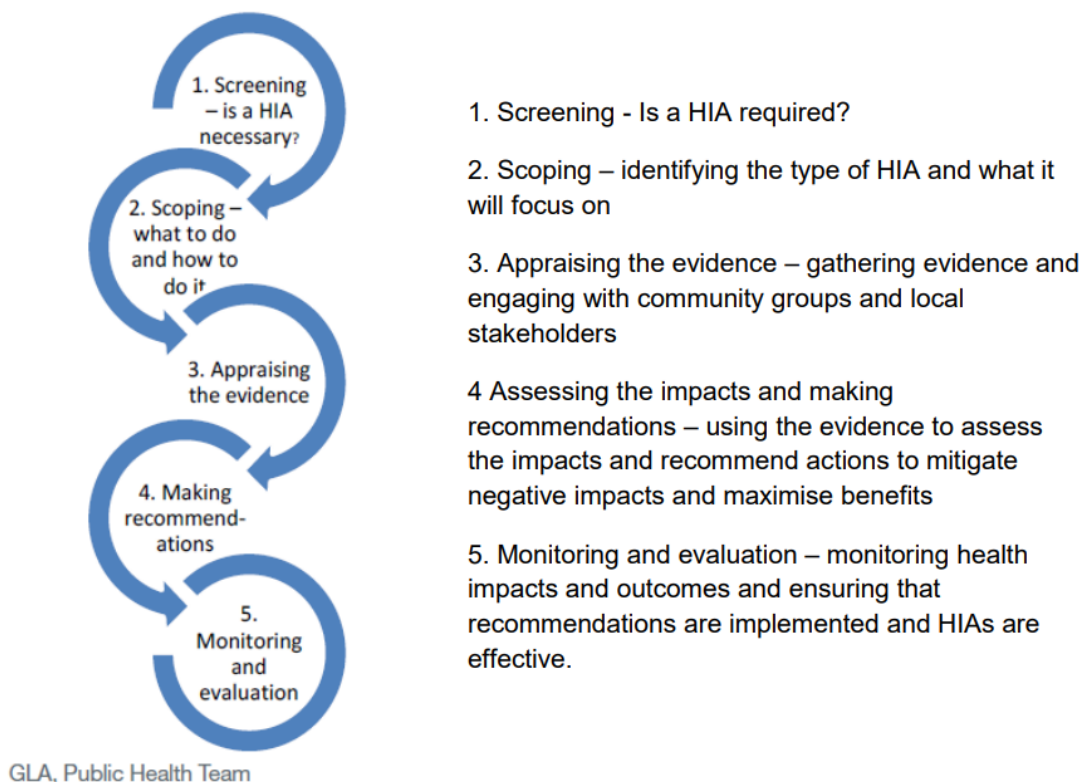 1. Screening
– is a HIA
necessary?
2. Scoping –
what to do
and how to
do it
3. Appraising
the evidence
4. Making
recommend-
ations
5.
Monitoring
and
evaluation
GLA, Public Health Team
1. Screening - Is a HIA required?
2. Scoping – identifying the type of HIA and what it
will focus on
3. Appraising the evidence – gathering evidence and
engaging with community groups and local
stakeholders
4 Assessing the impacts and making
recommendations – using the evidence to assess
the impacts and recommend actions to mitigate
negative impacts and maximise benefits
5. Monitoring and evaluation – monitoring health
impacts and outcomes and ensuring that
recommendations are implemented and HIAs are
effective.